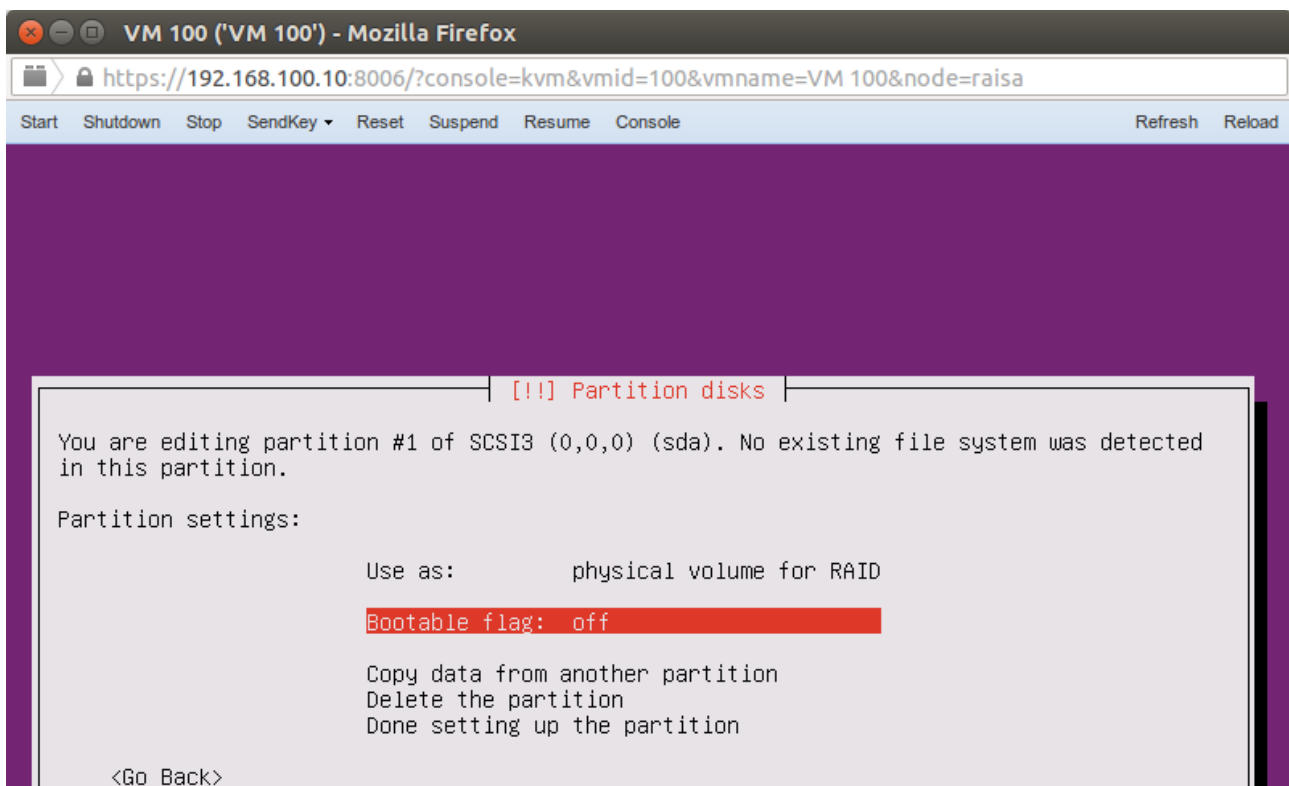 VM 100 ('VM 100') - Mozilla Firefox
https://192.168.100.10:8006/?console=kvm&vmid=100&vmname=VM 100&node=raisa
Start Shutdown Stop SendKey Reset Suspend Resume Console Refresh Reload
[!!] Partition disks
You are editing partition #1 of SCSI3 (0,0,0) (sda). No existing file system was detected
in this partition.
Partition settings:
Use as: physical volume for RAID
Bootable flag: off
Copy data from another partition
Delete the partition
Done setting up the partition
<Go Back>